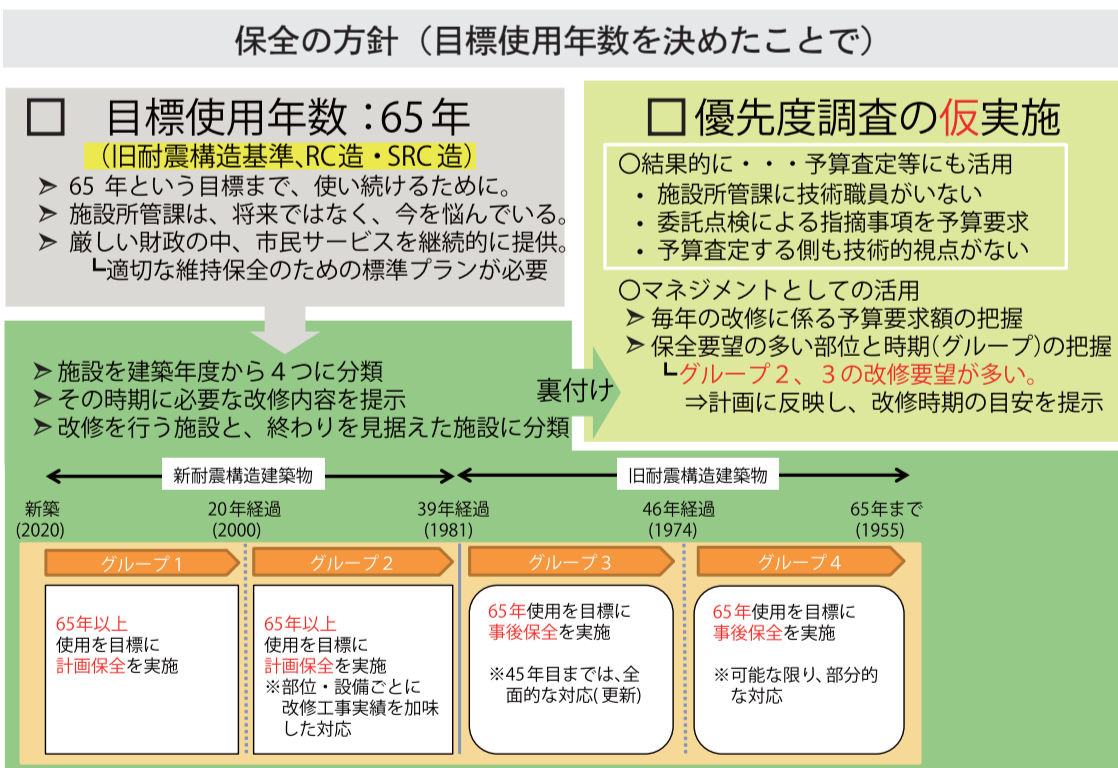 保全の方針（目標使用年数を決めたことで）
□ 目標使用年数：65年
（旧耐震構造基準、RC造・SRC造）
➢ 65年という目標まで、使い続けるために。
➢ 施設所管課は、将来ではなく、今を悩んでいる。
➢ 厳しい財政の中、市民サービスを継続的に提供。
┗適切な維持保全のための標準プランが必要
□ 優先度調査の仮実施
○結果的に・・・予算査定等にも活用
・ 施設所管課に技術職員がいない
・ 委託点検による指摘事項を予算要求
・ 予算査定する側も技術的視点がない
○マネジメントとしての活用
➢ 毎年の改修に係る予算要求額の把握
➢ 保全要望の多い部位と時期(グループ)の把握
┗グループ２、３の改修要望が多い。
⇒計画に反映し、改修時期の目安を提示
➢ 施設を建築年度から４つに分類
➢ その時期に必要な改修内容を提示
➢ 改修を行う施設と、終わりを見据えた施設に分類
裏付け
新耐震構造建築物
旧耐震構造建築物
新築
(2020)
20年経過
(2000)
39年経過
(1981)
46年経過
(1974)
65年まで
(1955)
グループ１
グループ２
グループ３
グループ４
65年以上
使用を目標に
計画保全を実施
65年以上
使用を目標に
計画保全を実施
※部位・設備ごとに
改修工事実績を加味
した対応
65年使用を目標に
事後保全を実施
※45年目までは、全
面的な対応(更新)
65年使用を目標に
事後保全を実施
※可能な限り、部分的
な対応